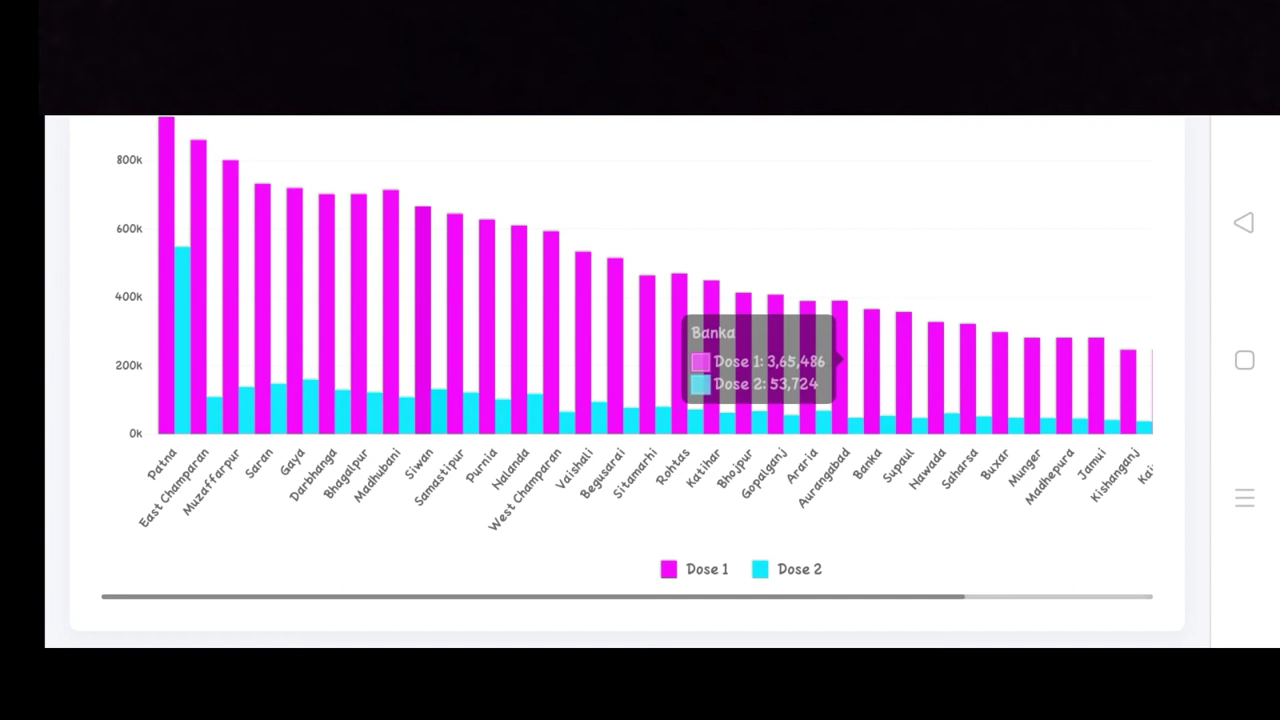 800k
600k
400k
200k
0k
Banka
Dose 1: 3,65,486
Dose 2: 53,724
Patna
East Champaran
Muzaffarpur
Saran
Gaya
Darbhanga
Bhagalpur
Madhubani
Siwan
Samastipur
Purnia
Nalanda
West Champaran
Vaishali
Begusarai
Sitamarhi
Rohtas
Katihar
Bhojpur
Gopalganj
Araria
Aurangabad
Banka
Supaul
Nawada
Saharsa
Buxar
Munger
Madhepura
Jamui
Kishanganj
Dose 1 Dose 2